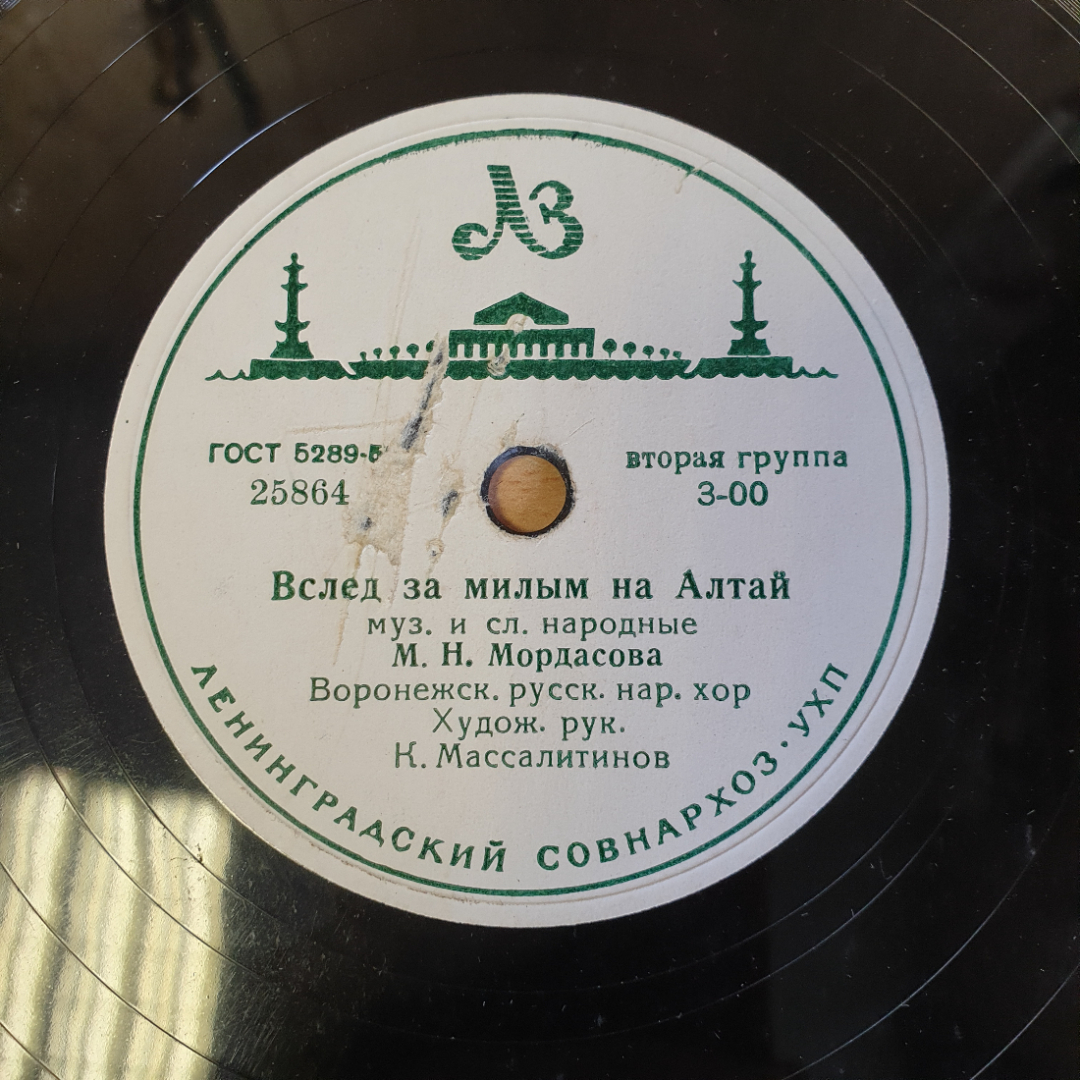 ЛЗ
ГОСТ 5289-5
вторая группа
25864
3-00
Вслед за милым на Алтай
муз. и сл. народные
М. Н. Мордасова
Воронежск. русск. нар. хор
Худож. рук.
К. Массалитинов
ЛЕНИНГРАДСКИЙ СОВНАРХОЗ · УХП